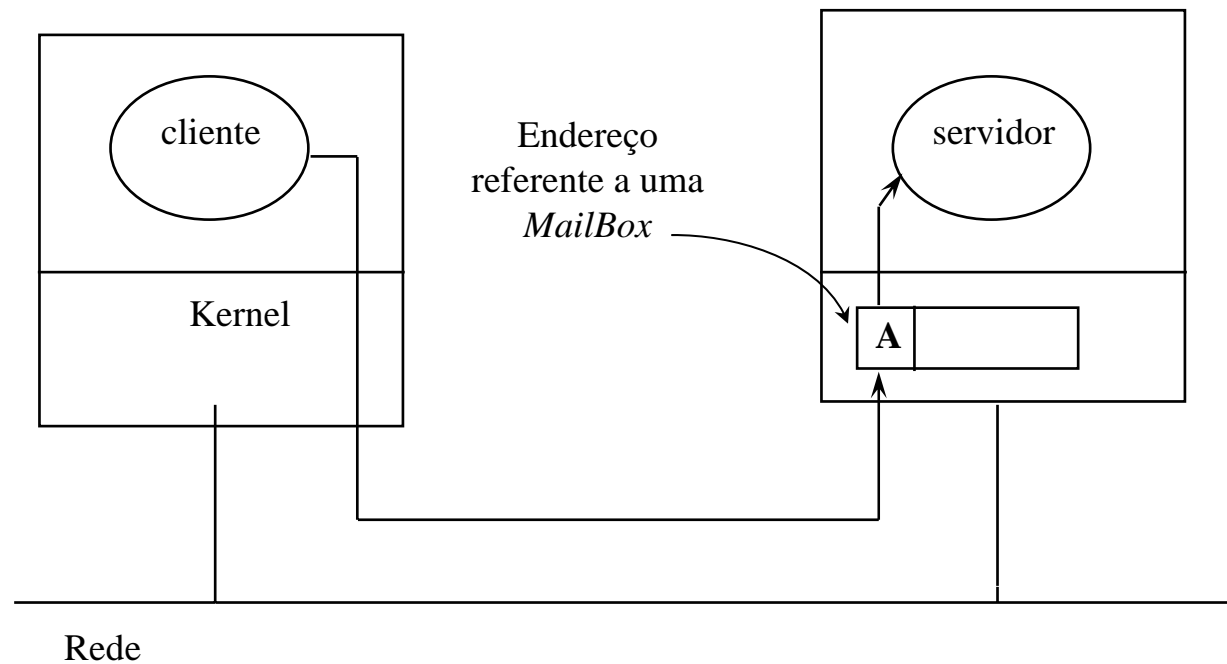 cliente
Endereço
referente a uma
MailBox
servidor
Kernel
A
Rede